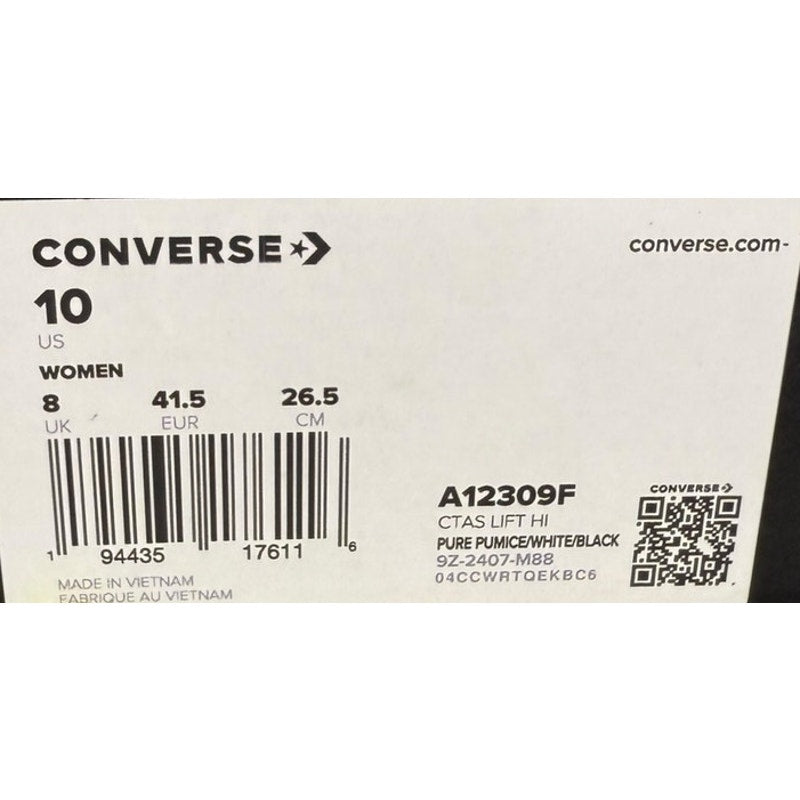 CONVERSE
converse.com-
10
US
WOMEN
8 41.5 26.5
UK EUR CM
1 94435 17611 6
MADE IN VIETNAM
FABRIQUE AU VIETNAM
A12309F
CTAS LIFT HI
PURE PUMICE/WHITE/BLACK
9Z-2407-M88
04CCWRTQEKBC6
CONVERSE